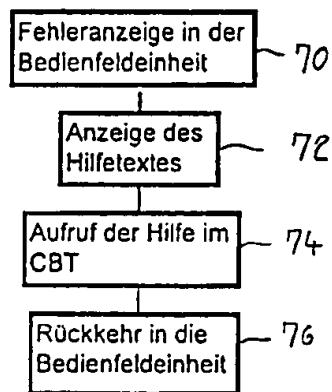 Fehleranzeige in der
Bedienfeldeinheit
70
Anzeige des
Hilfetextes
72
Aufruf der Hilfe im
CBT
74
Rückkehr in die
Bedienfeldeinheit
76